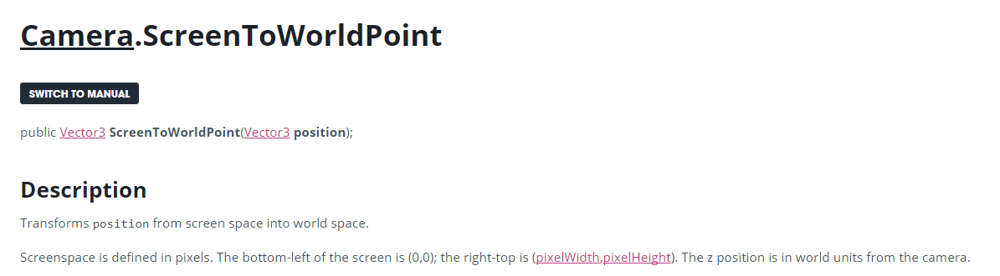 Camera.ScreenToWorldPoint
SWITCH TO MANUAL
public Vector3 ScreenToWorldPoint(Vector3 position);
Description
Transforms position from screen space into world space.
Screenspace is defined in pixels. The bottom-left of the screen is (0,0); the right-top is (pixelWidth,pixelHeight). The z position is in world units from the camera.